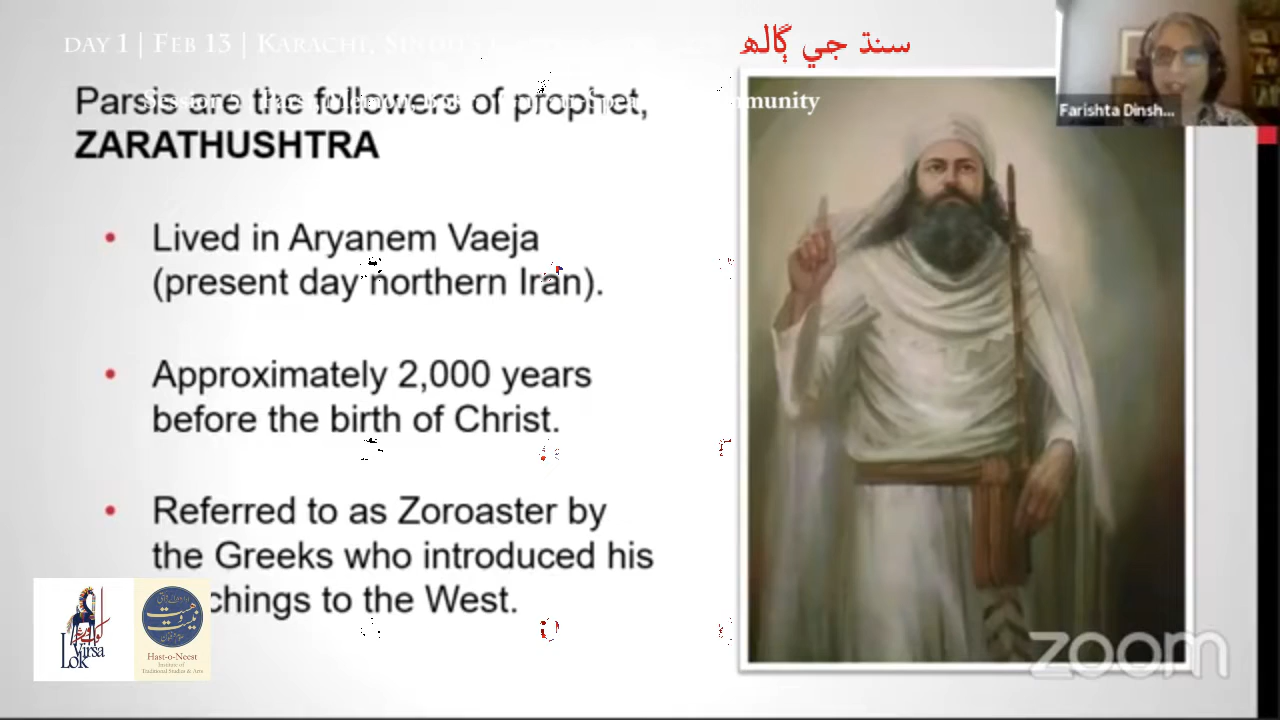 DAY 1 | FEB 13 | KARACHI,
سنڌ جي ڳالھ
Session
mmunity
Farishta Dinsh...
Parsis are the followers of prophet,
ZARATHUSHTRA
• Lived in Aryanem Vaeja
(present day northern Iran).
• Approximately 2,000 years
before the birth of Christ.
• Referred to as Zoroaster by
the Greeks who introduced his
chings to the West.
Lok Virsa
Hast-o-Neest
Institute of
Traditional Studies & Arts
zoom